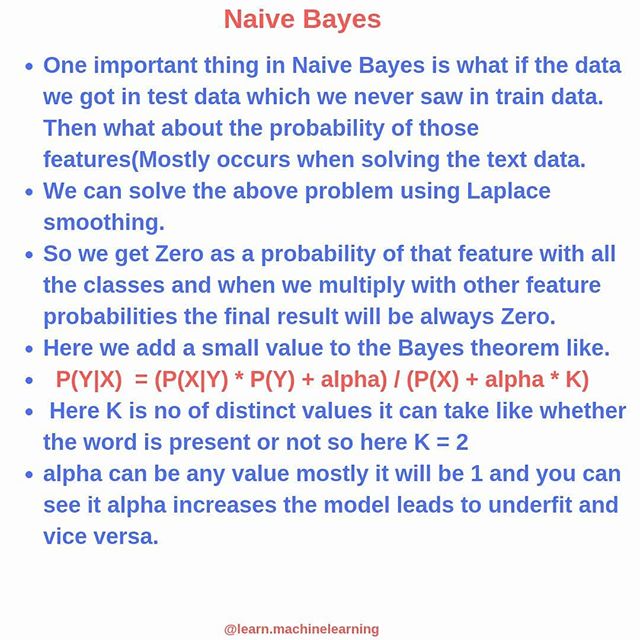 Naive Bayes
• One important thing in Naive Bayes is what if the data
we got in test data which we never saw in train data.
Then what about the probability of those
features(Mostly occurs when solving the text data.
• We can solve the above problem using Laplace
smoothing.
• So we get Zero as a probability of that feature with all
the classes and when we multiply with other feature
probabilities the final result will be always Zero.
• Here we add a small value to the Bayes theorem like.
• P(Y|X) = (P(X|Y) * P(Y) + alpha) / (P(X) + alpha * K)
• Here K is no of distinct values it can take like whether
the word is present or not so here K = 2
• alpha can be any value mostly it will be 1 and you can
see it alpha increases the model leads to underfit and
vice versa.
@learn.machinelearning